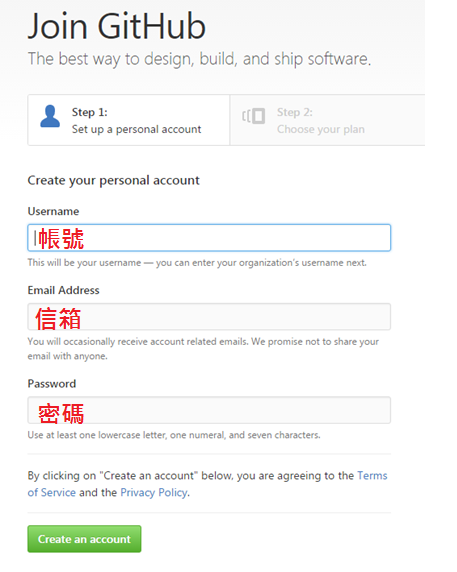 Join GitHub
The best way to design, build, and ship software.
Step 1:
Set up a personal account
Step 2:
Choose your plan
Create your personal account
Username
帳號
This will be your username — you can enter your organization's username next.
Email Address
信箱
You will occasionally receive account related emails. We promise not to share your
email with anyone.
Password
密碼
Use at least one lowercase letter, one numeral, and seven characters.
By clicking on "Create an account" below, you are agreeing to the Terms
of Service and the Privacy Policy.
Create an account